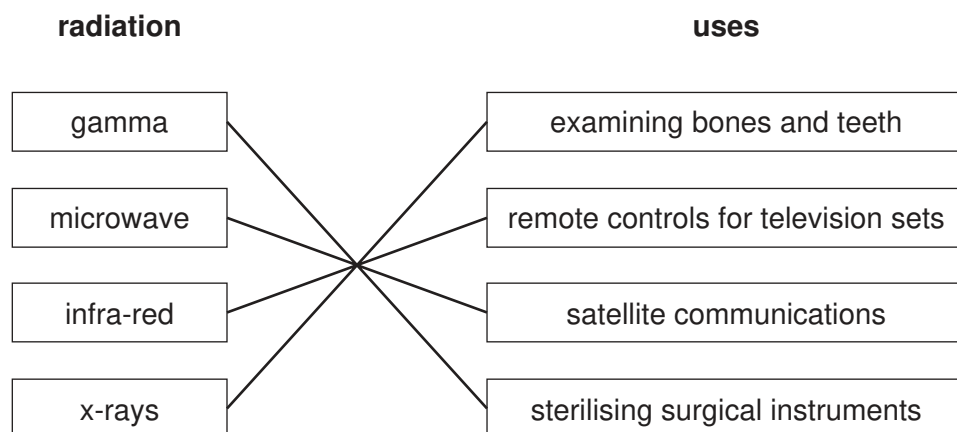 radiation
uses
gamma
examining bones and teeth
microwave
remote controls for television sets
infra-red
satellite communications
x-rays
sterilising surgical instruments